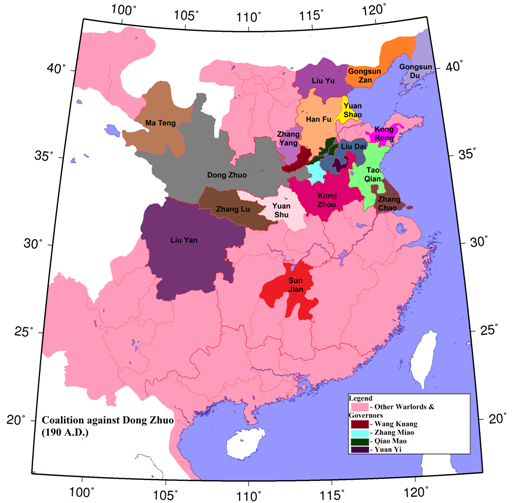 100° 105° 110° 115° 120°
40° 40°
35° 35°
30° 30°
25° 25°
20° 20°
100° 105° 110° 115° 120°
Liu Yu
Gongsun
Zan
Gongsun
Du
Ma Teng
Han Fu
Yuan
Shao
Zhang
Yang
Liu Dai
Kong
Rong
Dong Zhuo
Tao
Qian
Kong
Zhou
Zhang
Chao
Zhang Lu
Yuan
Shu
Liu Yan
Sun
Jian
Coalition against Dong Zhuo
(190 A.D.)
Legend
- Other Warlords &
Governors
- Wang Kuang
- Zhang Miao
- Qiao Mao
- Yuan Yi